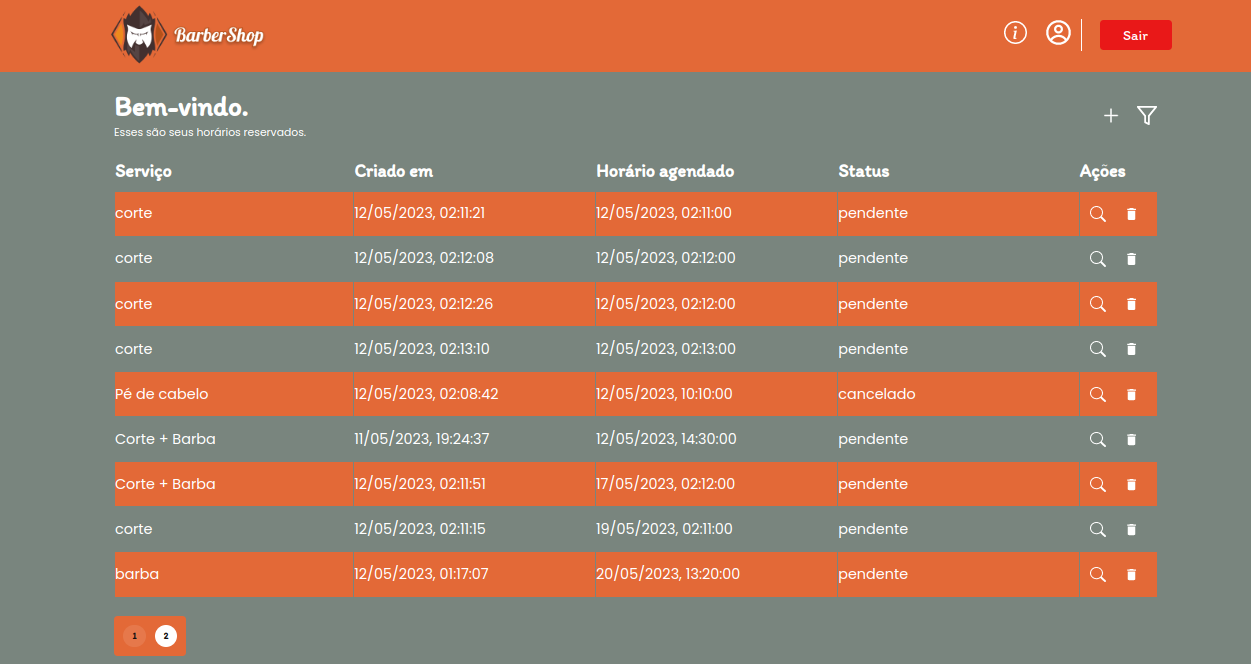 BarberShop
Sair
Bem-vindo.
Esses são seus horários reservados.
Serviço Criado em Horário agendado Status Ações
corte 12/05/2023, 02:11:21 12/05/2023, 02:11:00 pendente
corte 12/05/2023, 02:12:08 12/05/2023, 02:12:00 pendente
corte 12/05/2023, 02:12:26 12/05/2023, 02:12:00 pendente
corte 12/05/2023, 02:13:10 12/05/2023, 02:13:00 pendente
Pé de cabelo 12/05/2023, 02:08:42 12/05/2023, 10:10:00 cancelado
Corte + Barba 11/05/2023, 19:24:37 12/05/2023, 14:30:00 pendente
Corte + Barba 12/05/2023, 02:11:51 17/05/2023, 02:12:00 pendente
corte 12/05/2023, 02:11:15 19/05/2023, 02:11:00 pendente
barba 12/05/2023, 01:17:07 20/05/2023, 13:20:00 pendente
1 2